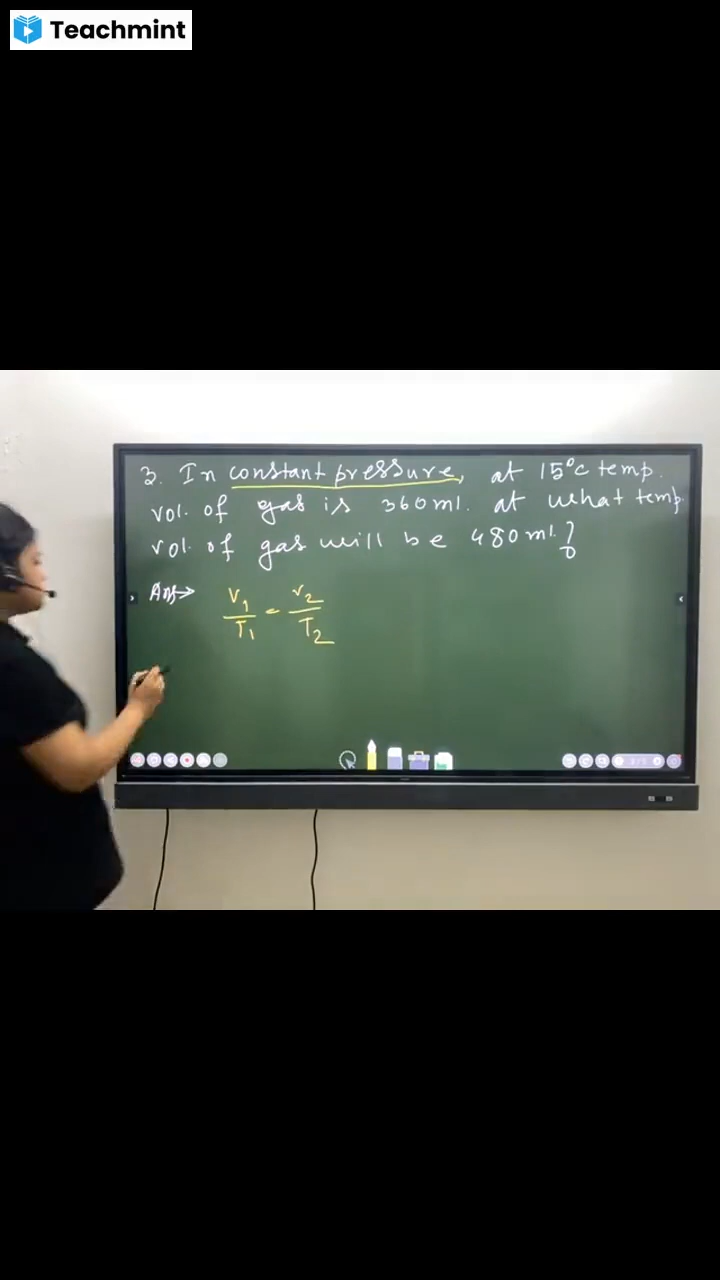 Teachmint
3. In constant pressure, at 15°c temp.
vol. of gas is 360ml. at what temp.
vol. of gas will be 480ml.?
Ans→ V₁/T₁ = V₂/T₂